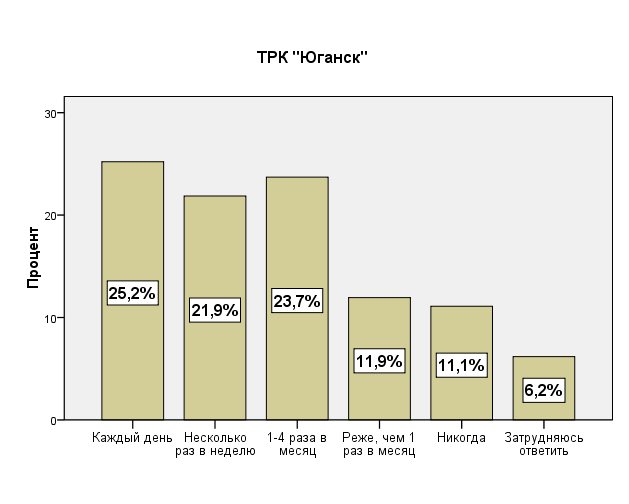 ТРК "Юганск"
Процент
30
20
10
0
25,2%
21,9%
23,7%
11,9%
11,1%
6,2%
Каждый день
Несколько
раз в неделю
1-4 раза в
месяц
Реже, чем 1
раз в месяц
Никогда
Затрудняюсь
ответить